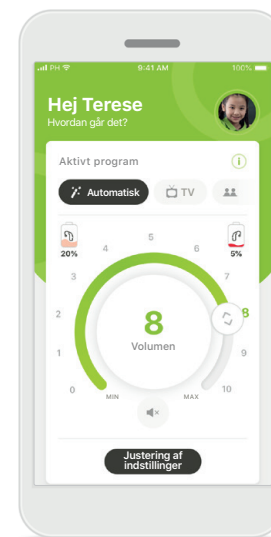 PH 9:41 AM 100%
Hej Terese
Hvordan går det?
Aktivt program i
Automatisk TV
20% 5%
5
4 6
3 7
2 8
8
Volumen
1 9
0 10
MIN MAX
Justering af
indstillinger